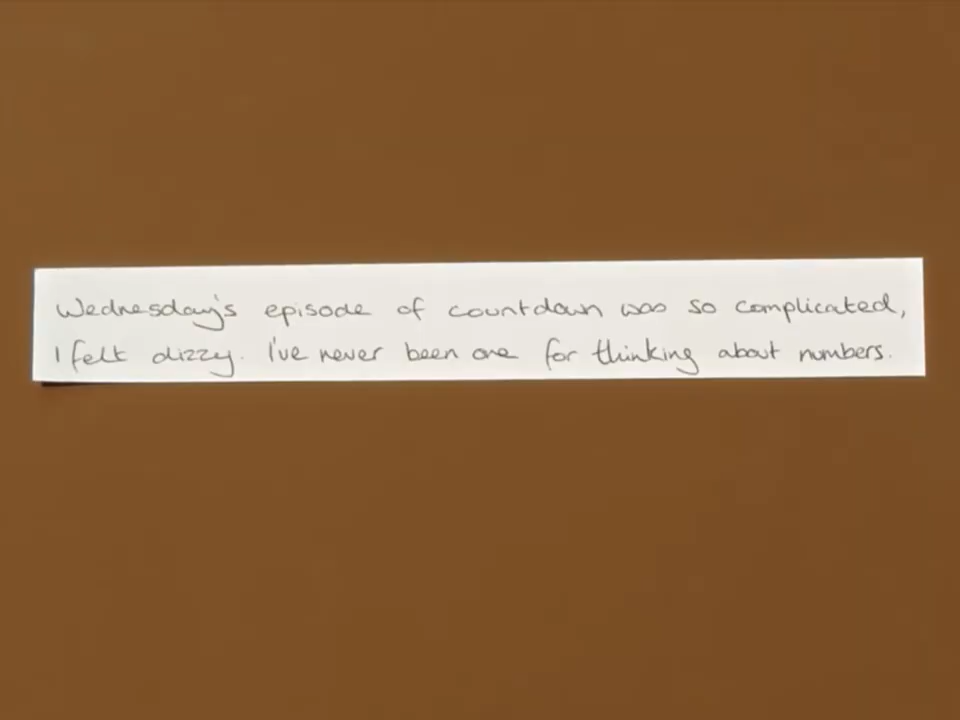 Wednesday's episode of countdown was so complicated,
I felt dizzy. I've never been one for thinking about numbers.